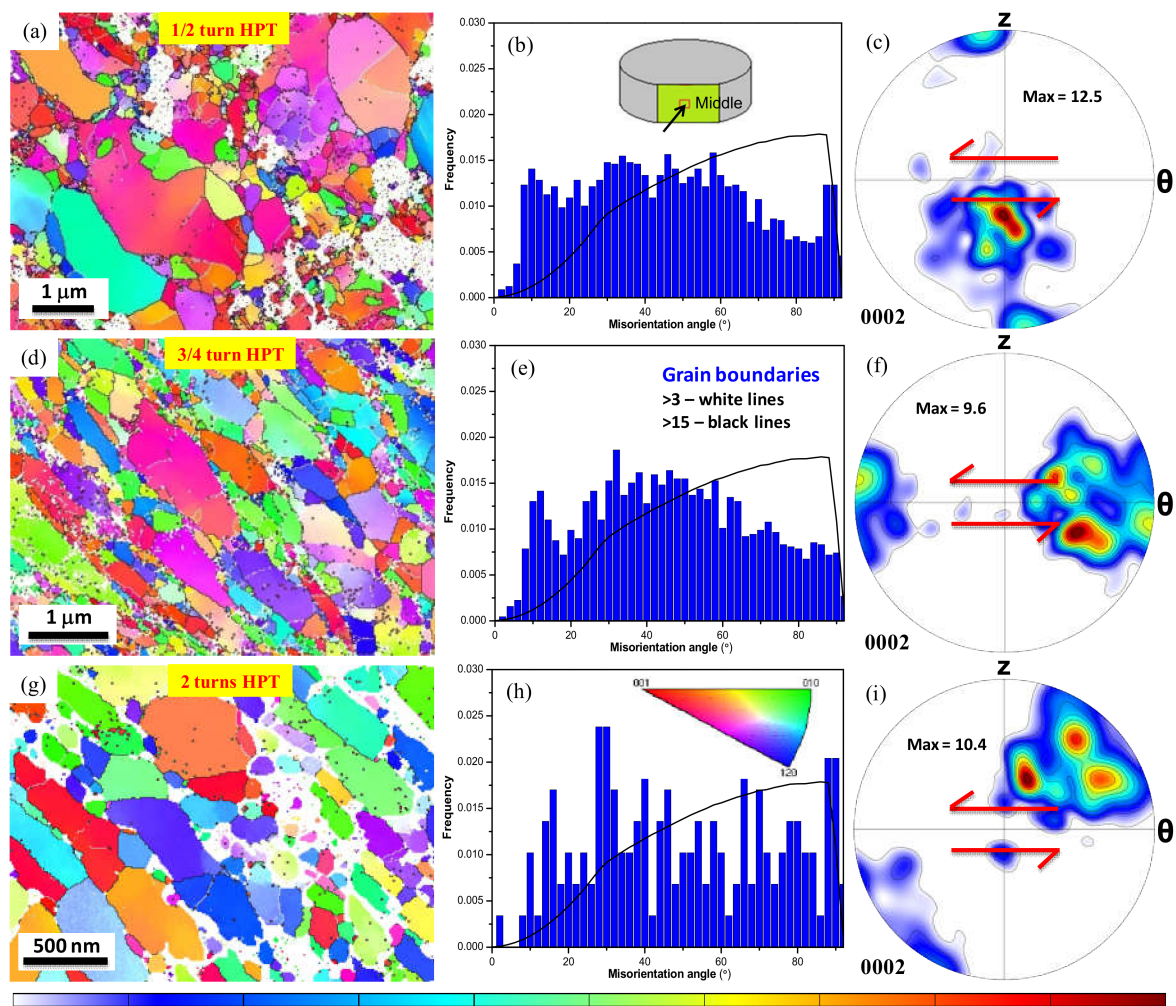 (a)
1/2 turn HPT
1 μm
(b)
Middle
Frequency
0.030
0.025
0.020
0.015
0.010
0.005
0.000
0 20 40 60 80
Misorientation angle (°)
(c)
Z
Max = 12.5
θ
0002
(d)
3/4 turn HPT
1 μm
(e)
Grain boundaries
>3 – white lines
>15 – black lines
Frequency
0.030
0.025
0.020
0.015
0.010
0.005
0.000
0 20 40 60 80
Misorientation angle (°)
(f)
Z
Max = 9.6
θ
0002
(g)
2 turns HPT
500 nm
(h)
001
010
120
Frequency
0.030
0.025
0.020
0.015
0.010
0.005
0.000
0 20 40 60 80
Misorientation angle (°)
(i)
Z
Max = 10.4
θ
0002